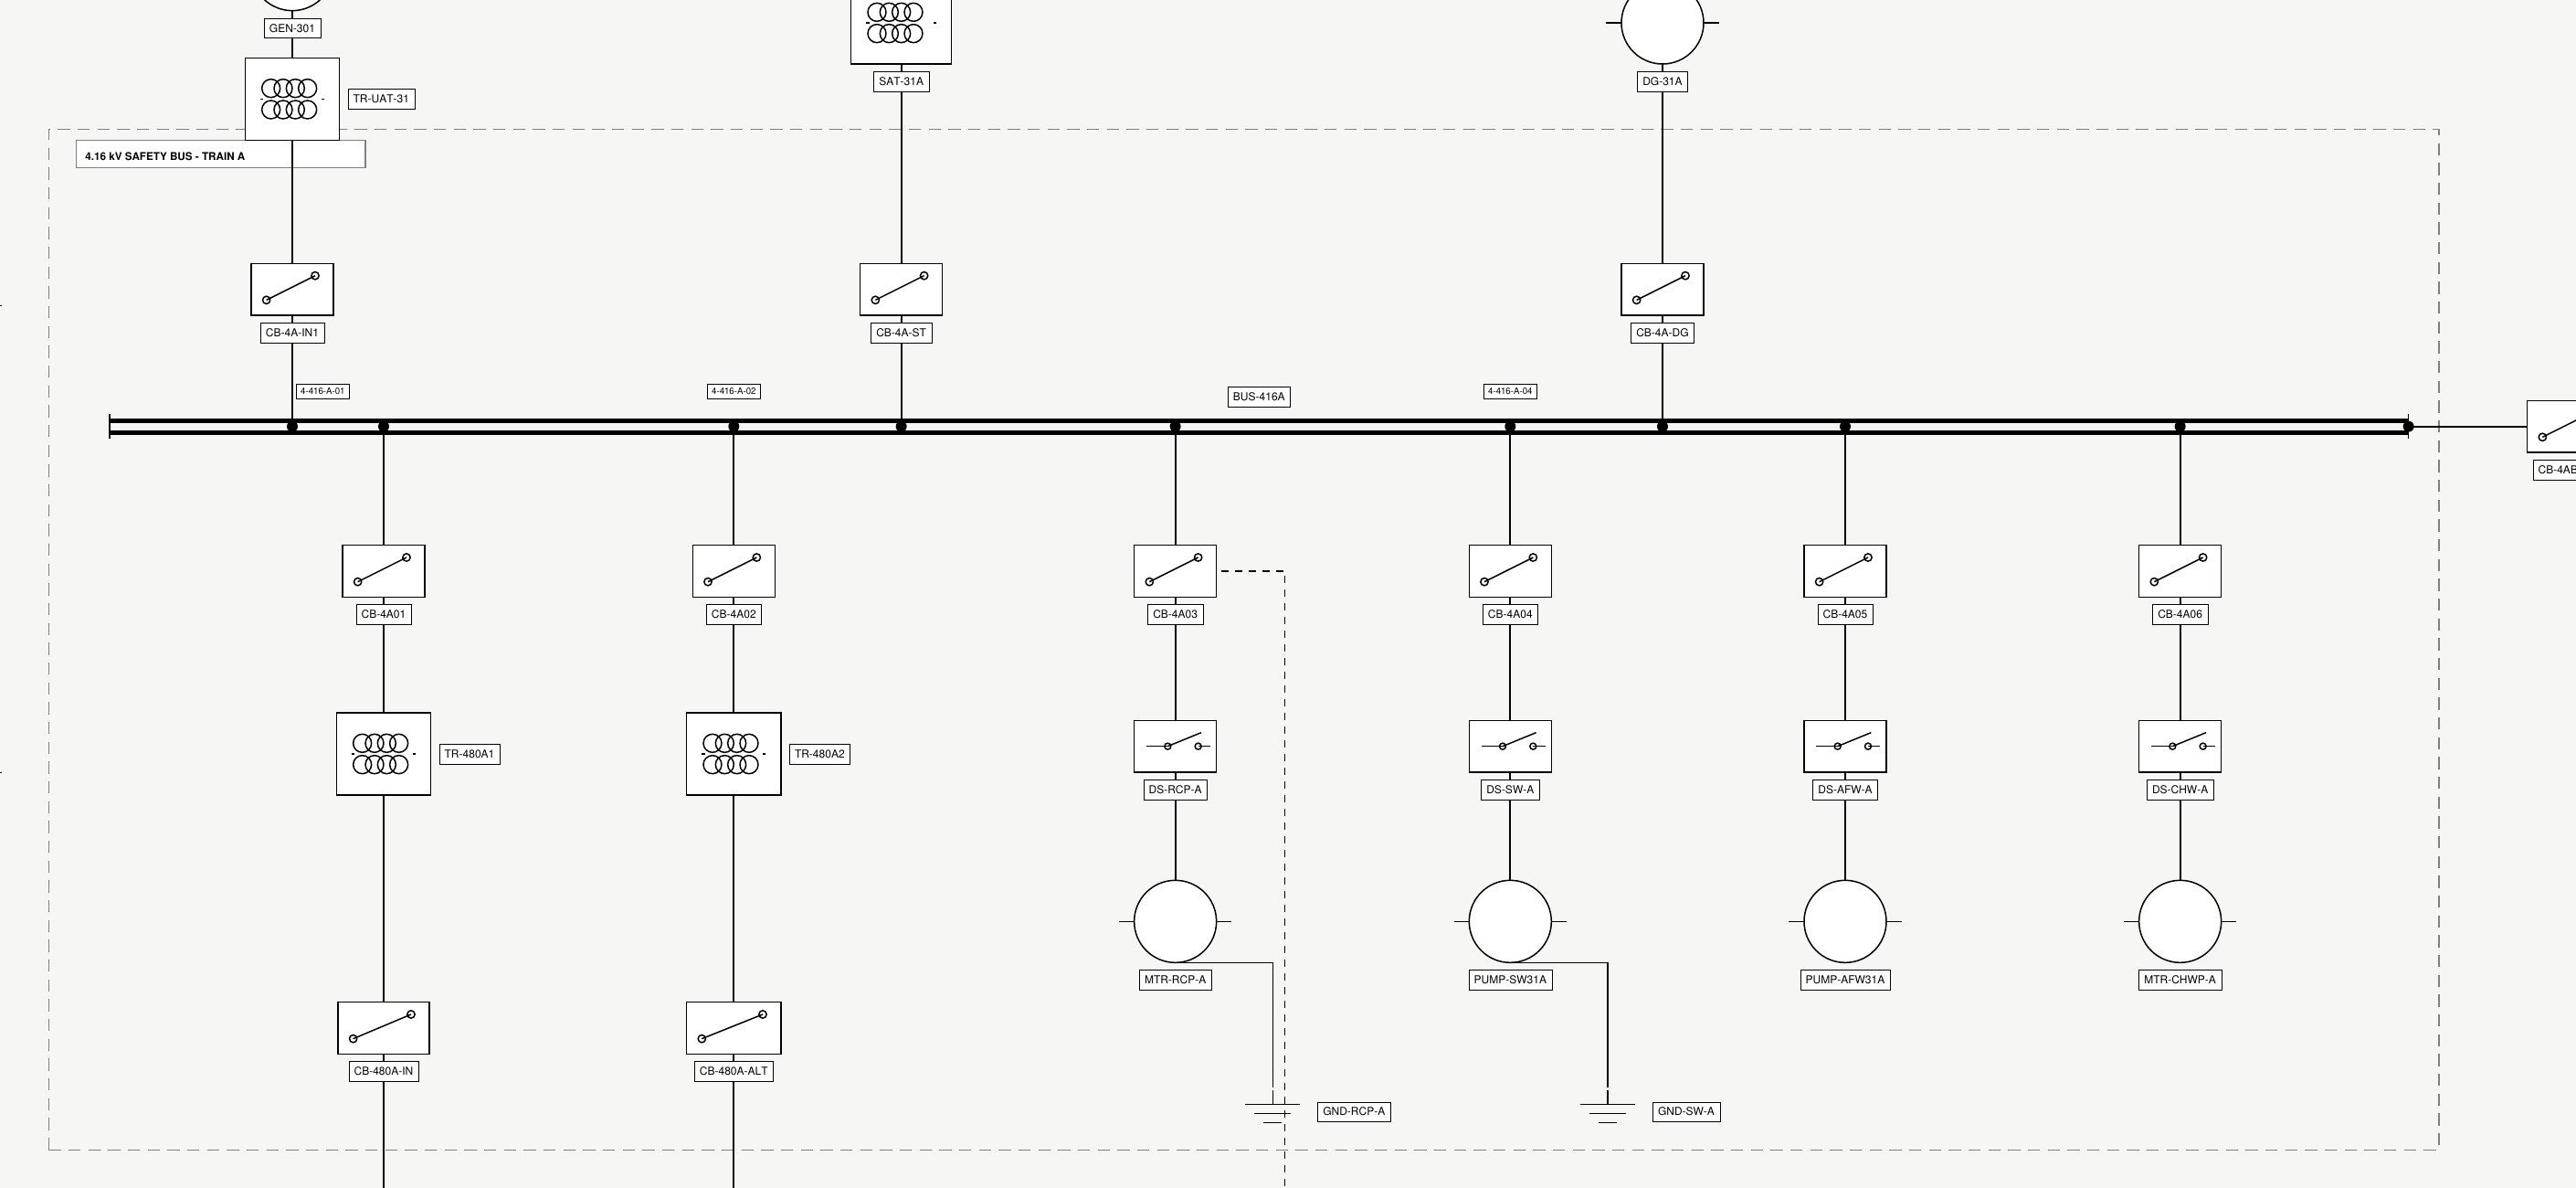 GEN-301
SAT-31A
DG-31A
TR-UAT-31
4.16 kV SAFETY BUS - TRAIN A
CB-4A-IN1
CB-4A-ST
CB-4A-DG
4-416-A-01
4-416-A-02
BUS-416A
4-416-A-04
CB-4AB
CB-4A01
CB-4A02
CB-4A03
CB-4A04
CB-4A05
CB-4A06
TR-480A1
TR-480A2
DS-RCP-A
DS-SW-A
DS-AFW-A
DS-CHW-A
MTR-RCP-A
PUMP-SW31A
PUMP-AFW31A
MTR-CHWP-A
CB-480A-IN
CB-480A-ALT
GND-RCP-A
GND-SW-A